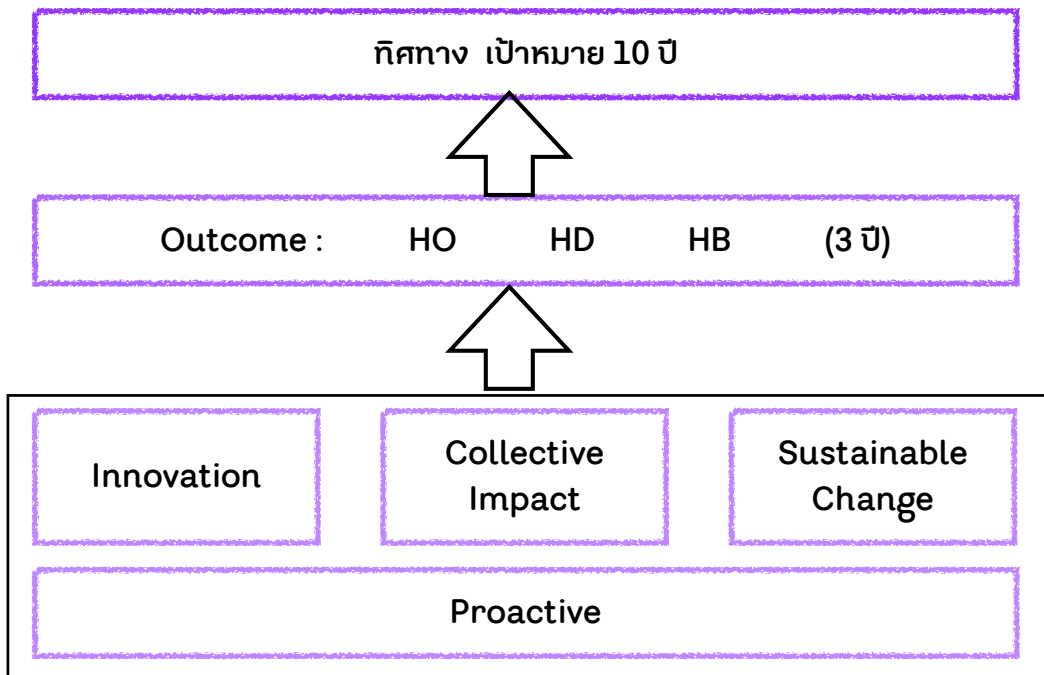 ทิศทาง เป้าหมาย 10 ปี
Outcome : HO HD HB (3 ปี)
Innovation
Collective
Impact
Sustainable
Change
Proactive